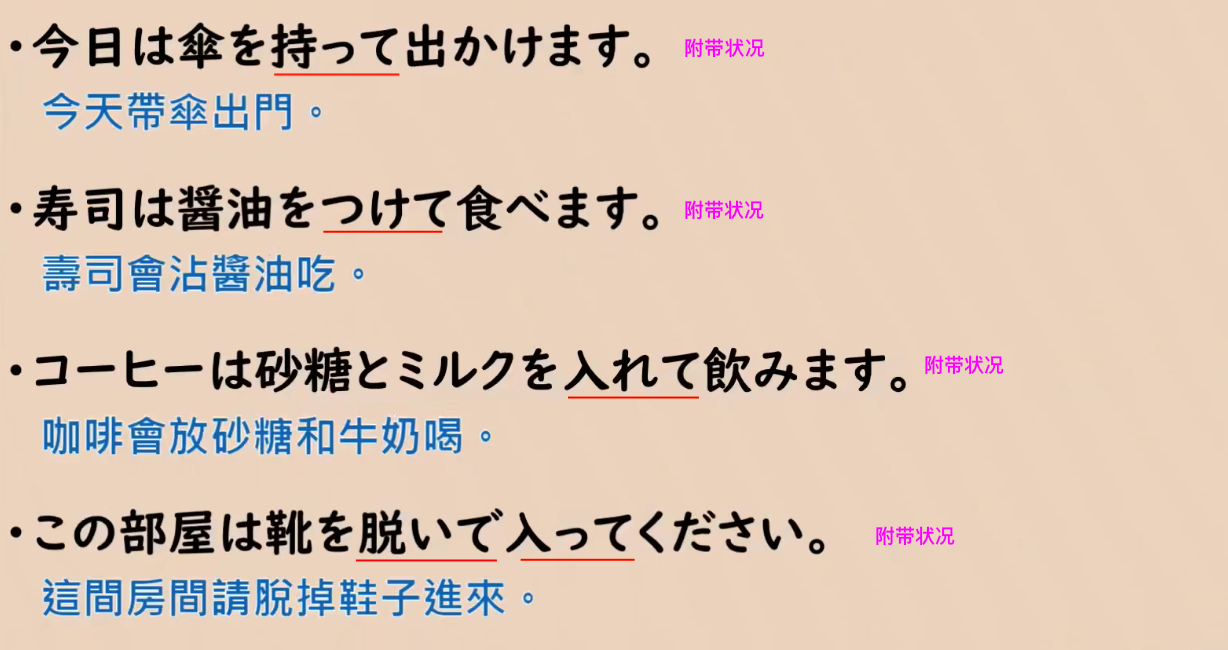 ・今日は傘を持って出かけます。 附带状况
今天帶傘出門。
・寿司は醤油をつけて食べます。 附带状况
壽司會沾醬油吃。
・コーヒーは砂糖とミルクを入れて飲みます。 附带状况
咖啡會放砂糖和牛奶喝。
・この部屋は靴を脱いで入ってください。 附带状况
這間房間請脫掉鞋子進來。